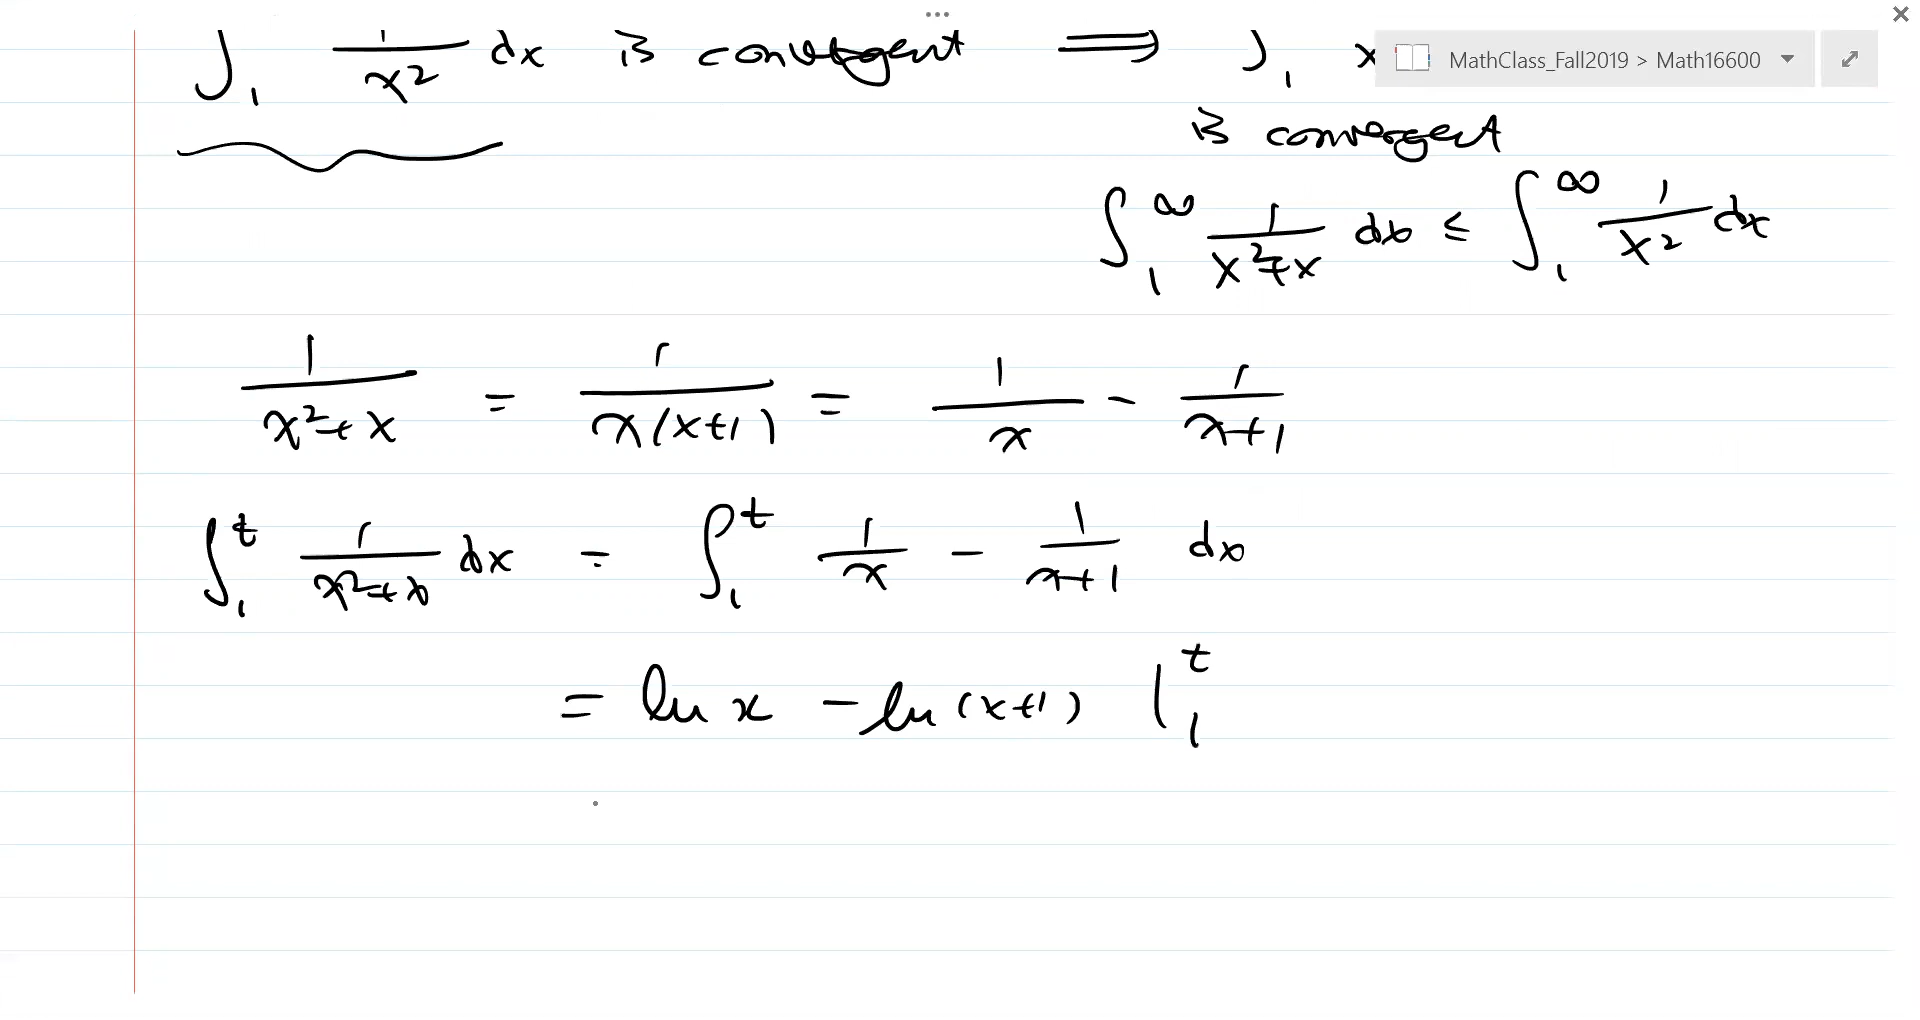 ∫₁ 1/x² dx is convergent ⟹ ∫₁ x
MathClass_Fall2019 > Math16600
is convergent
∫₁^∞ 1/(x²+x) dx ≤ ∫₁^∞ 1/x² dx
1/(x²+x) = 1/(x(x+1)) = 1/x - 1/(x+1)
∫₁^t 1/(x²+x) dx = ∫₁^t 1/x - 1/(x+1) dx
= ln x - ln(x+1) |₁^t